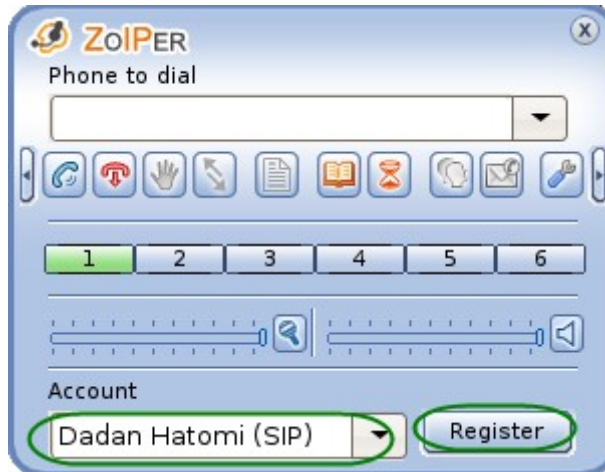 ZoIPER
Phone to dial
1 2 3 4 5 6
Account
Dadan Hatomi (SIP) Register